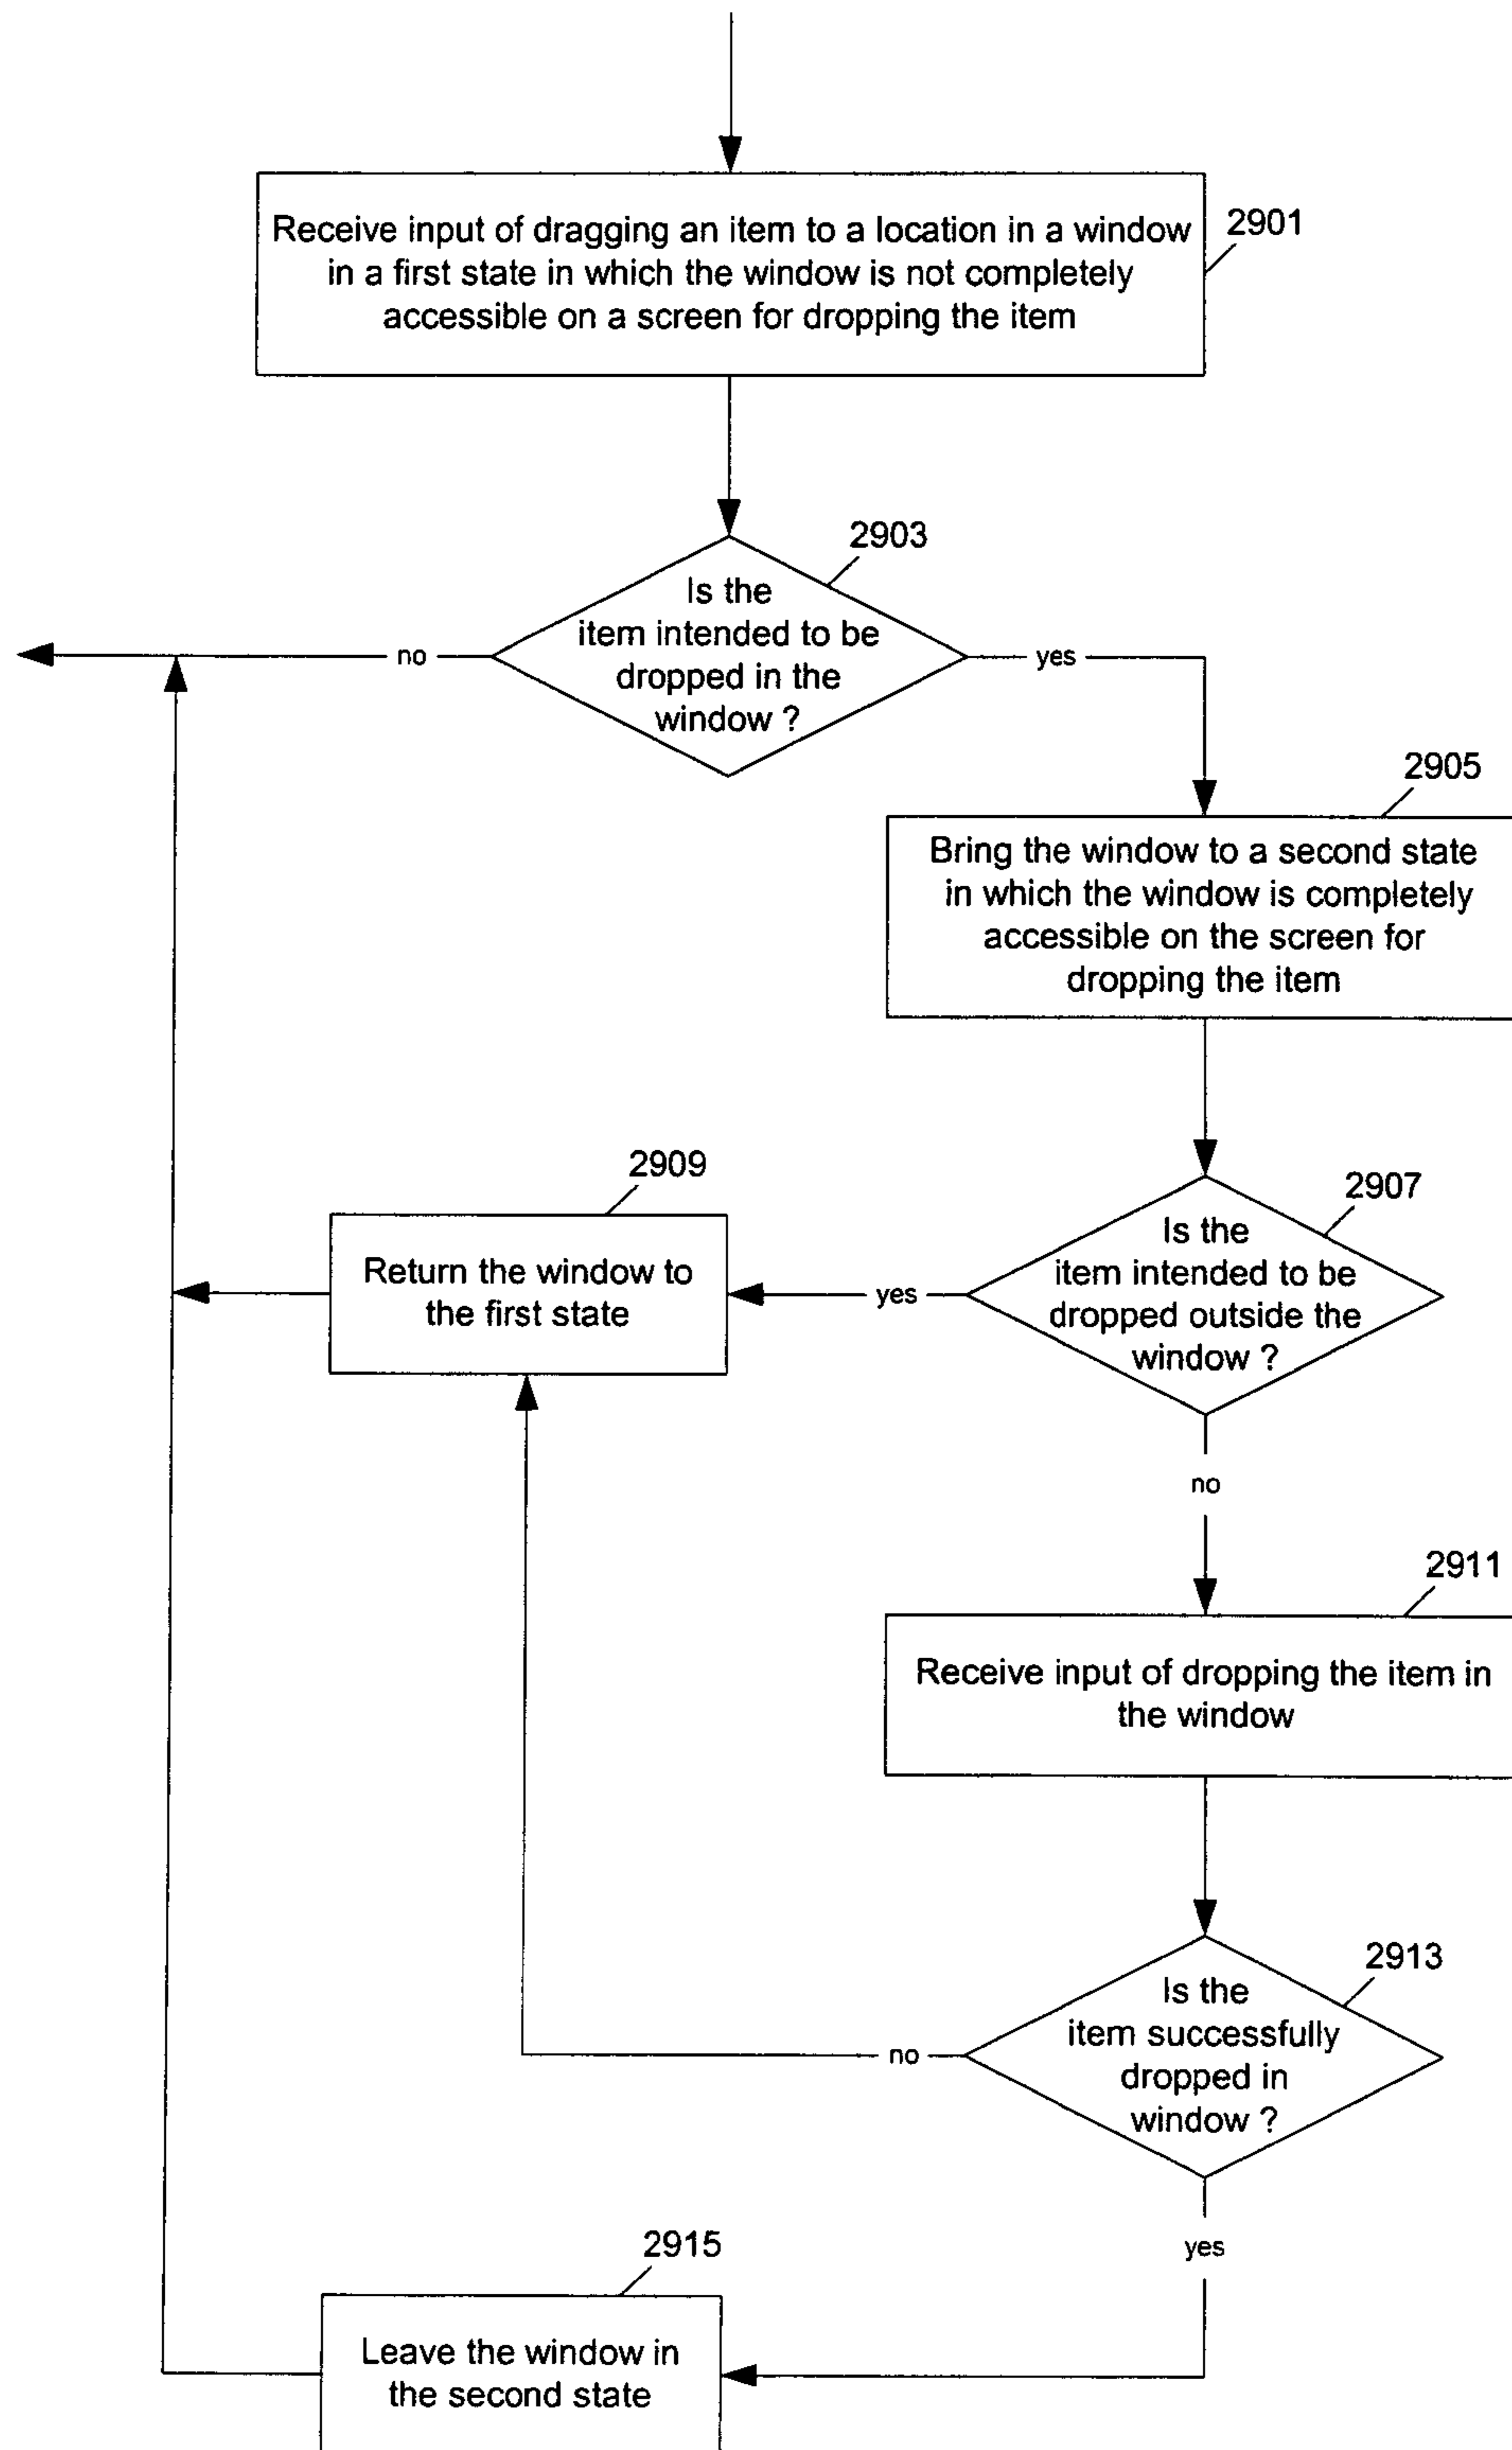 Receive input of dragging an item to a location in a window
in a first state in which the window is not completely
accessible on a screen for dropping the item
2901
2903
Is the
item intended to be
dropped in the
window ?
no
yes
2905
Bring the window to a second state
in which the window is completely
accessible on the screen for
dropping the item
2907
Is the
item intended to be
dropped outside the
window ?
yes
2909
Return the window to
the first state
no
2911
Receive input of dropping the item in
the window
2913
Is the
item successfully
dropped in
window ?
no
yes
2915
Leave the window in
the second state